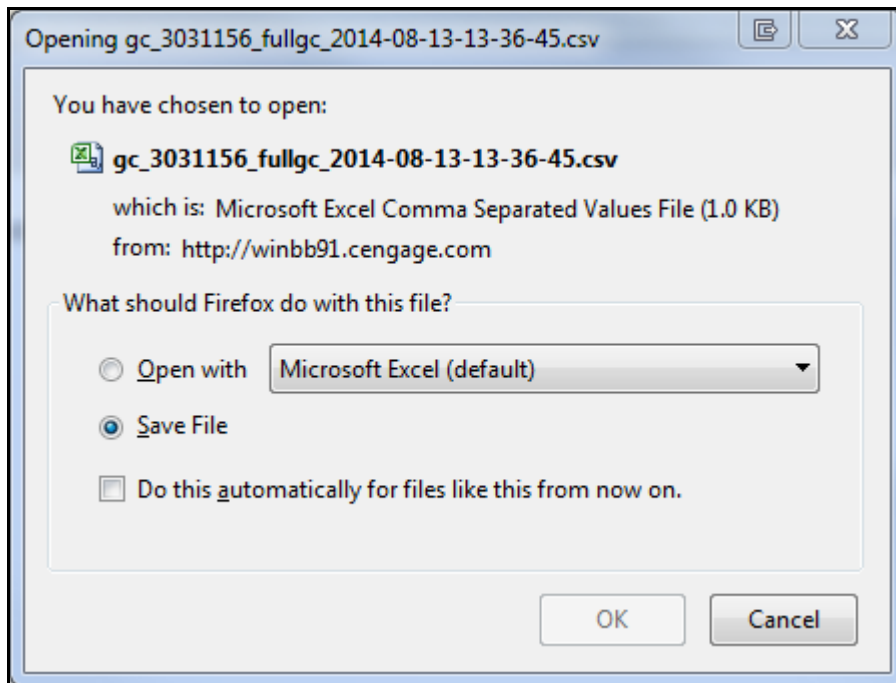 Opening gc_3031156_fullgc_2014-08-13-13-36-45.csv
You have chosen to open:
gc_3031156_fullgc_2014-08-13-13-36-45.csv
which is: Microsoft Excel Comma Separated Values File (1.0 KB)
from: http://winbb91.cengage.com
What should Firefox do with this file?
Open with Microsoft Excel (default)
Save File
Do this automatically for files like this from now on.
OK Cancel